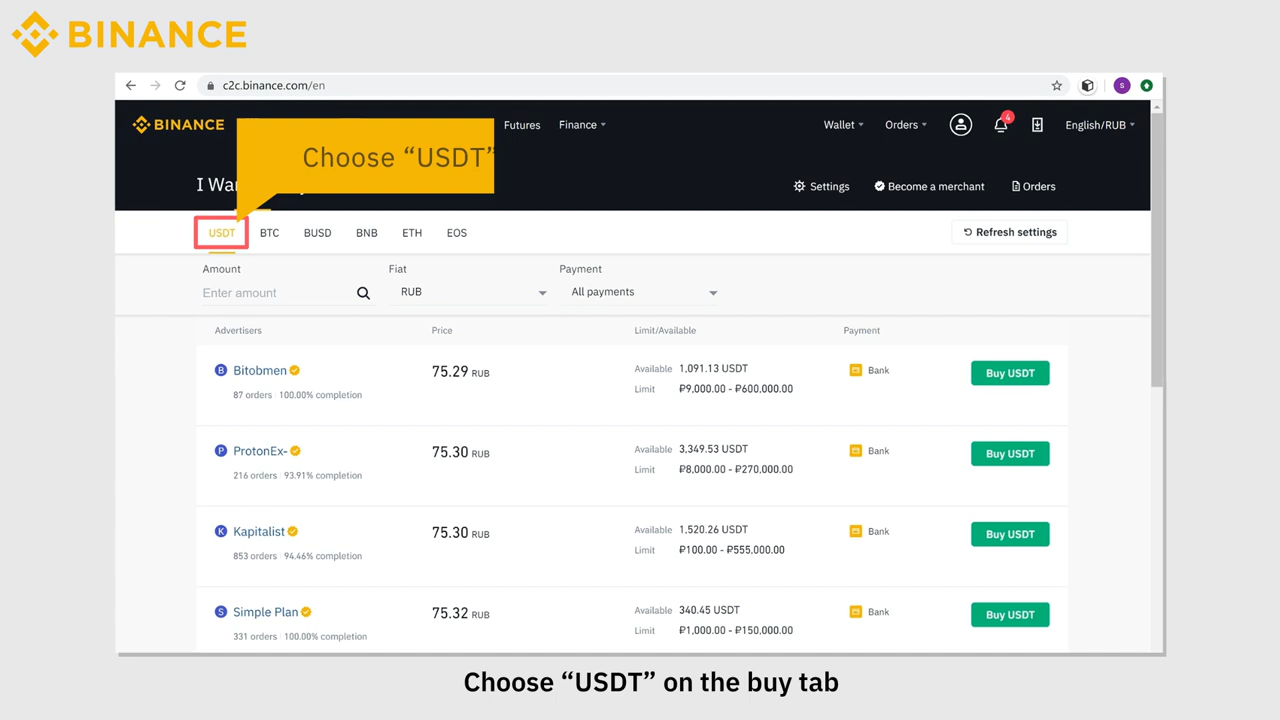 BINANCE
c2c.binance.com/en
S
BINANCE
Futures Finance
Wallet Orders 4 English/RUB
Choose “USDT”
I Wa
Settings Become a merchant Orders
USDT BTC BUSD BNB ETH EOS
Refresh settings
Amount Fiat Payment
Enter amount RUB All payments
Advertisers Price Limit/Available Payment
B Bitobmen 75.29 RUB Available 1,091.13 USDT Bank Buy USDT
87 orders 100.00% completion Limit ₽9,000.00 - ₽600,000.00
P ProtonEx- 75.30 RUB Available 3,349.53 USDT Bank Buy USDT
216 orders 93.91% completion Limit ₽8,000.00 - ₽270,000.00
K Kapitalist 75.30 RUB Available 1,520.26 USDT Bank Buy USDT
853 orders 94.46% completion Limit ₽100.00 - ₽555,000.00
S Simple Plan 75.32 RUB Available 340.45 USDT Bank Buy USDT
331 orders 100.00% completion Limit ₽1,000.00 - ₽150,000.00
Choose “USDT” on the buy tab